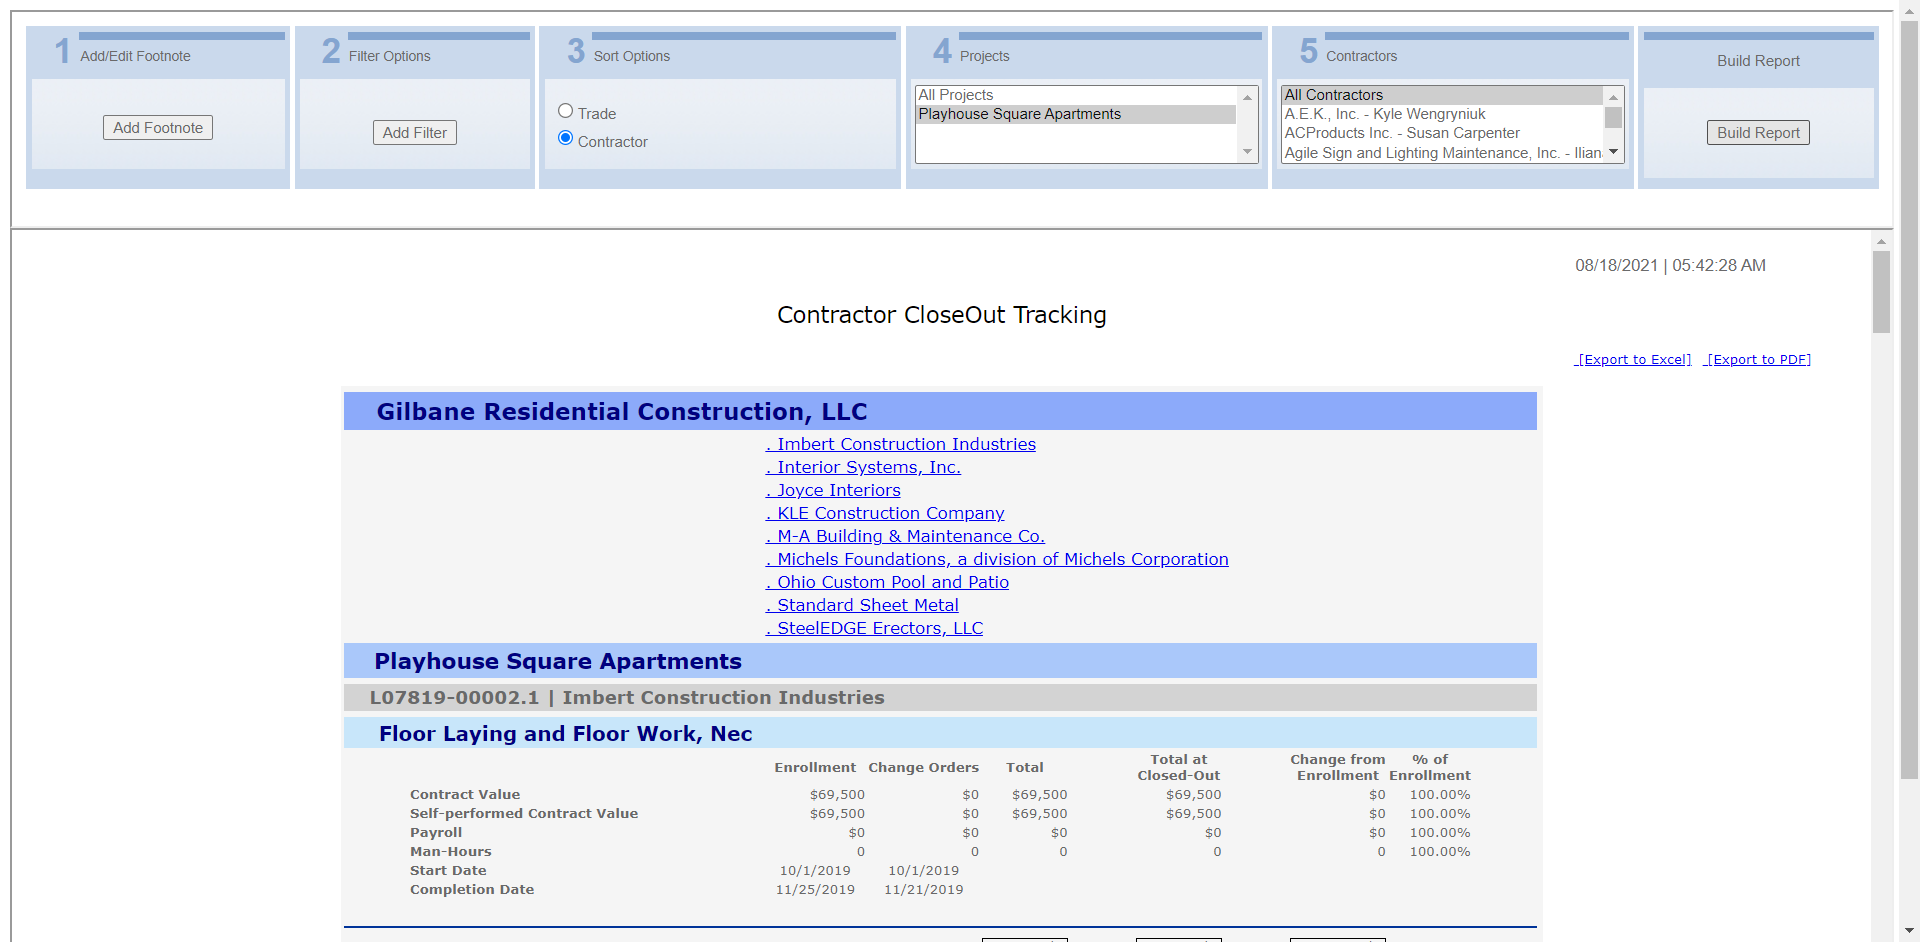 1 Add/Edit Footnote
Add Footnote
2 Filter Options
Add Filter
3 Sort Options
Trade
Contractor
4 Projects
All Projects
Playhouse Square Apartments
5 Contractors
All Contractors
A.E.K., Inc. - Kyle Wengryniuk
ACProducts Inc. - Susan Carpenter
Agile Sign and Lighting Maintenance, Inc. - Ilian
Build Report
Build Report
08/18/2021 | 05:42:28 AM
Contractor CloseOut Tracking
[Export to Excel] [Export to PDF]
Gilbane Residential Construction, LLC
. Imbert Construction Industries
. Interior Systems, Inc.
. Joyce Interiors
. KLE Construction Company
. M-A Building & Maintenance Co.
. Michels Foundations, a division of Michels Corporation
. Ohio Custom Pool and Patio
. Standard Sheet Metal
. SteelEDGE Erectors, LLC
Playhouse Square Apartments
L07819-00002.1 | Imbert Construction Industries
Floor Laying and Floor Work, Nec
Enrollment Change Orders Total Total at Closed-Out Change from Enrollment % of Enrollment
Contract Value $69,500 $0 $69,500 $69,500 $0 100.00%
Self-performed Contract Value $69,500 $0 $69,500 $69,500 $0 100.00%
Payroll $0 $0 $0 $0 $0 100.00%
Man-Hours 0 0 0 0 0 100.00%
Start Date 10/1/2019 10/1/2019
Completion Date 11/25/2019 11/21/2019